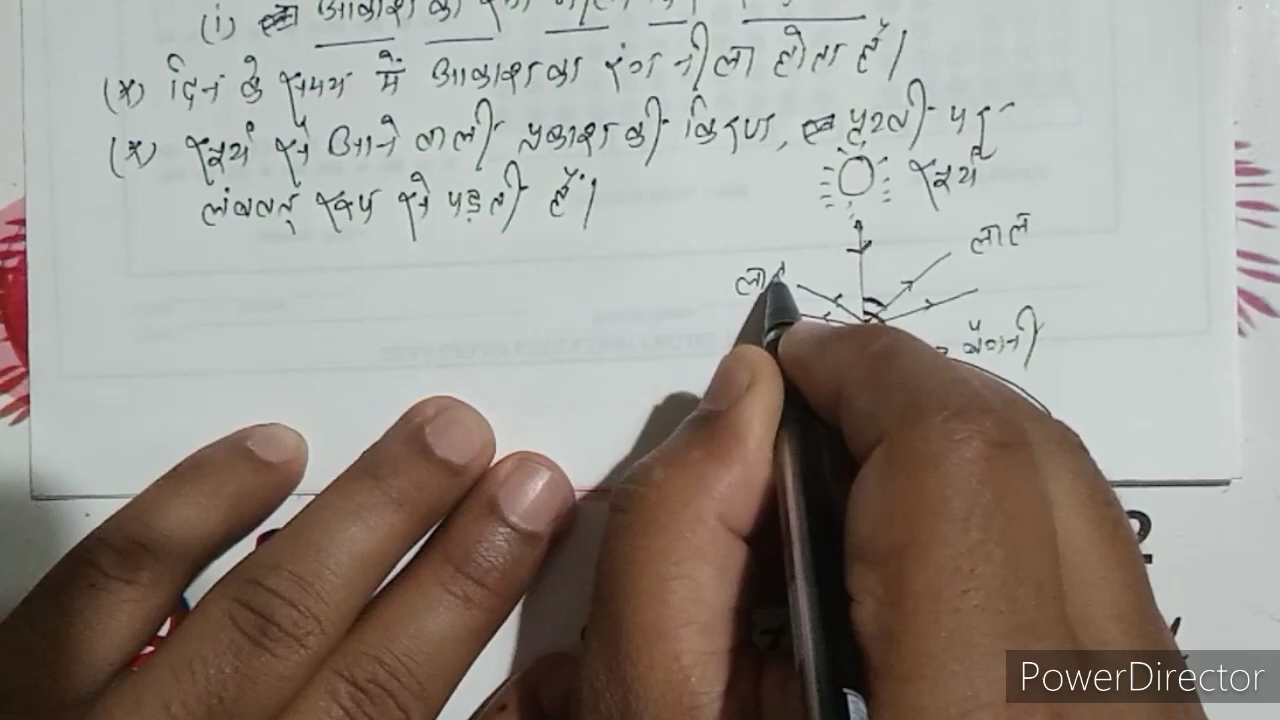 (i) आकाश का रंग नीला
(*) दिन के समय में आकाश का रंग नीला होता है।
(*) सूर्य से आने वाली प्रकाश की किरण, पृथ्वी पर
लंबवत् रूप से पड़ती हैं।
सूर्य
लाल
ला
बैंगनी
PowerDirector